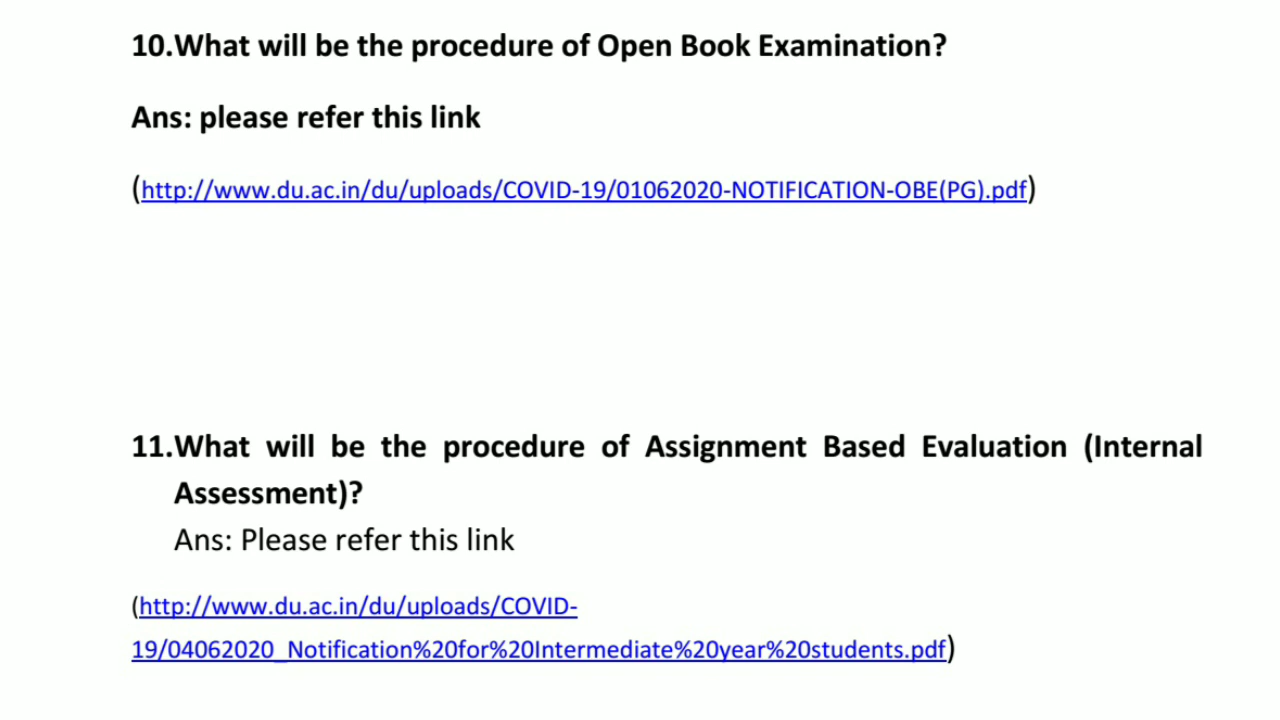 10.What will be the procedure of Open Book Examination?
Ans: please refer this link
(http://www.du.ac.in/du/uploads/COVID-19/01062020-NOTIFICATION-OBE(PG).pdf)
11.What will be the procedure of Assignment Based Evaluation (Internal
Assessment)?
Ans: Please refer this link
(http://www.du.ac.in/du/uploads/COVID-
19/04062020_Notification%20for%20Intermediate%20year%20students.pdf)